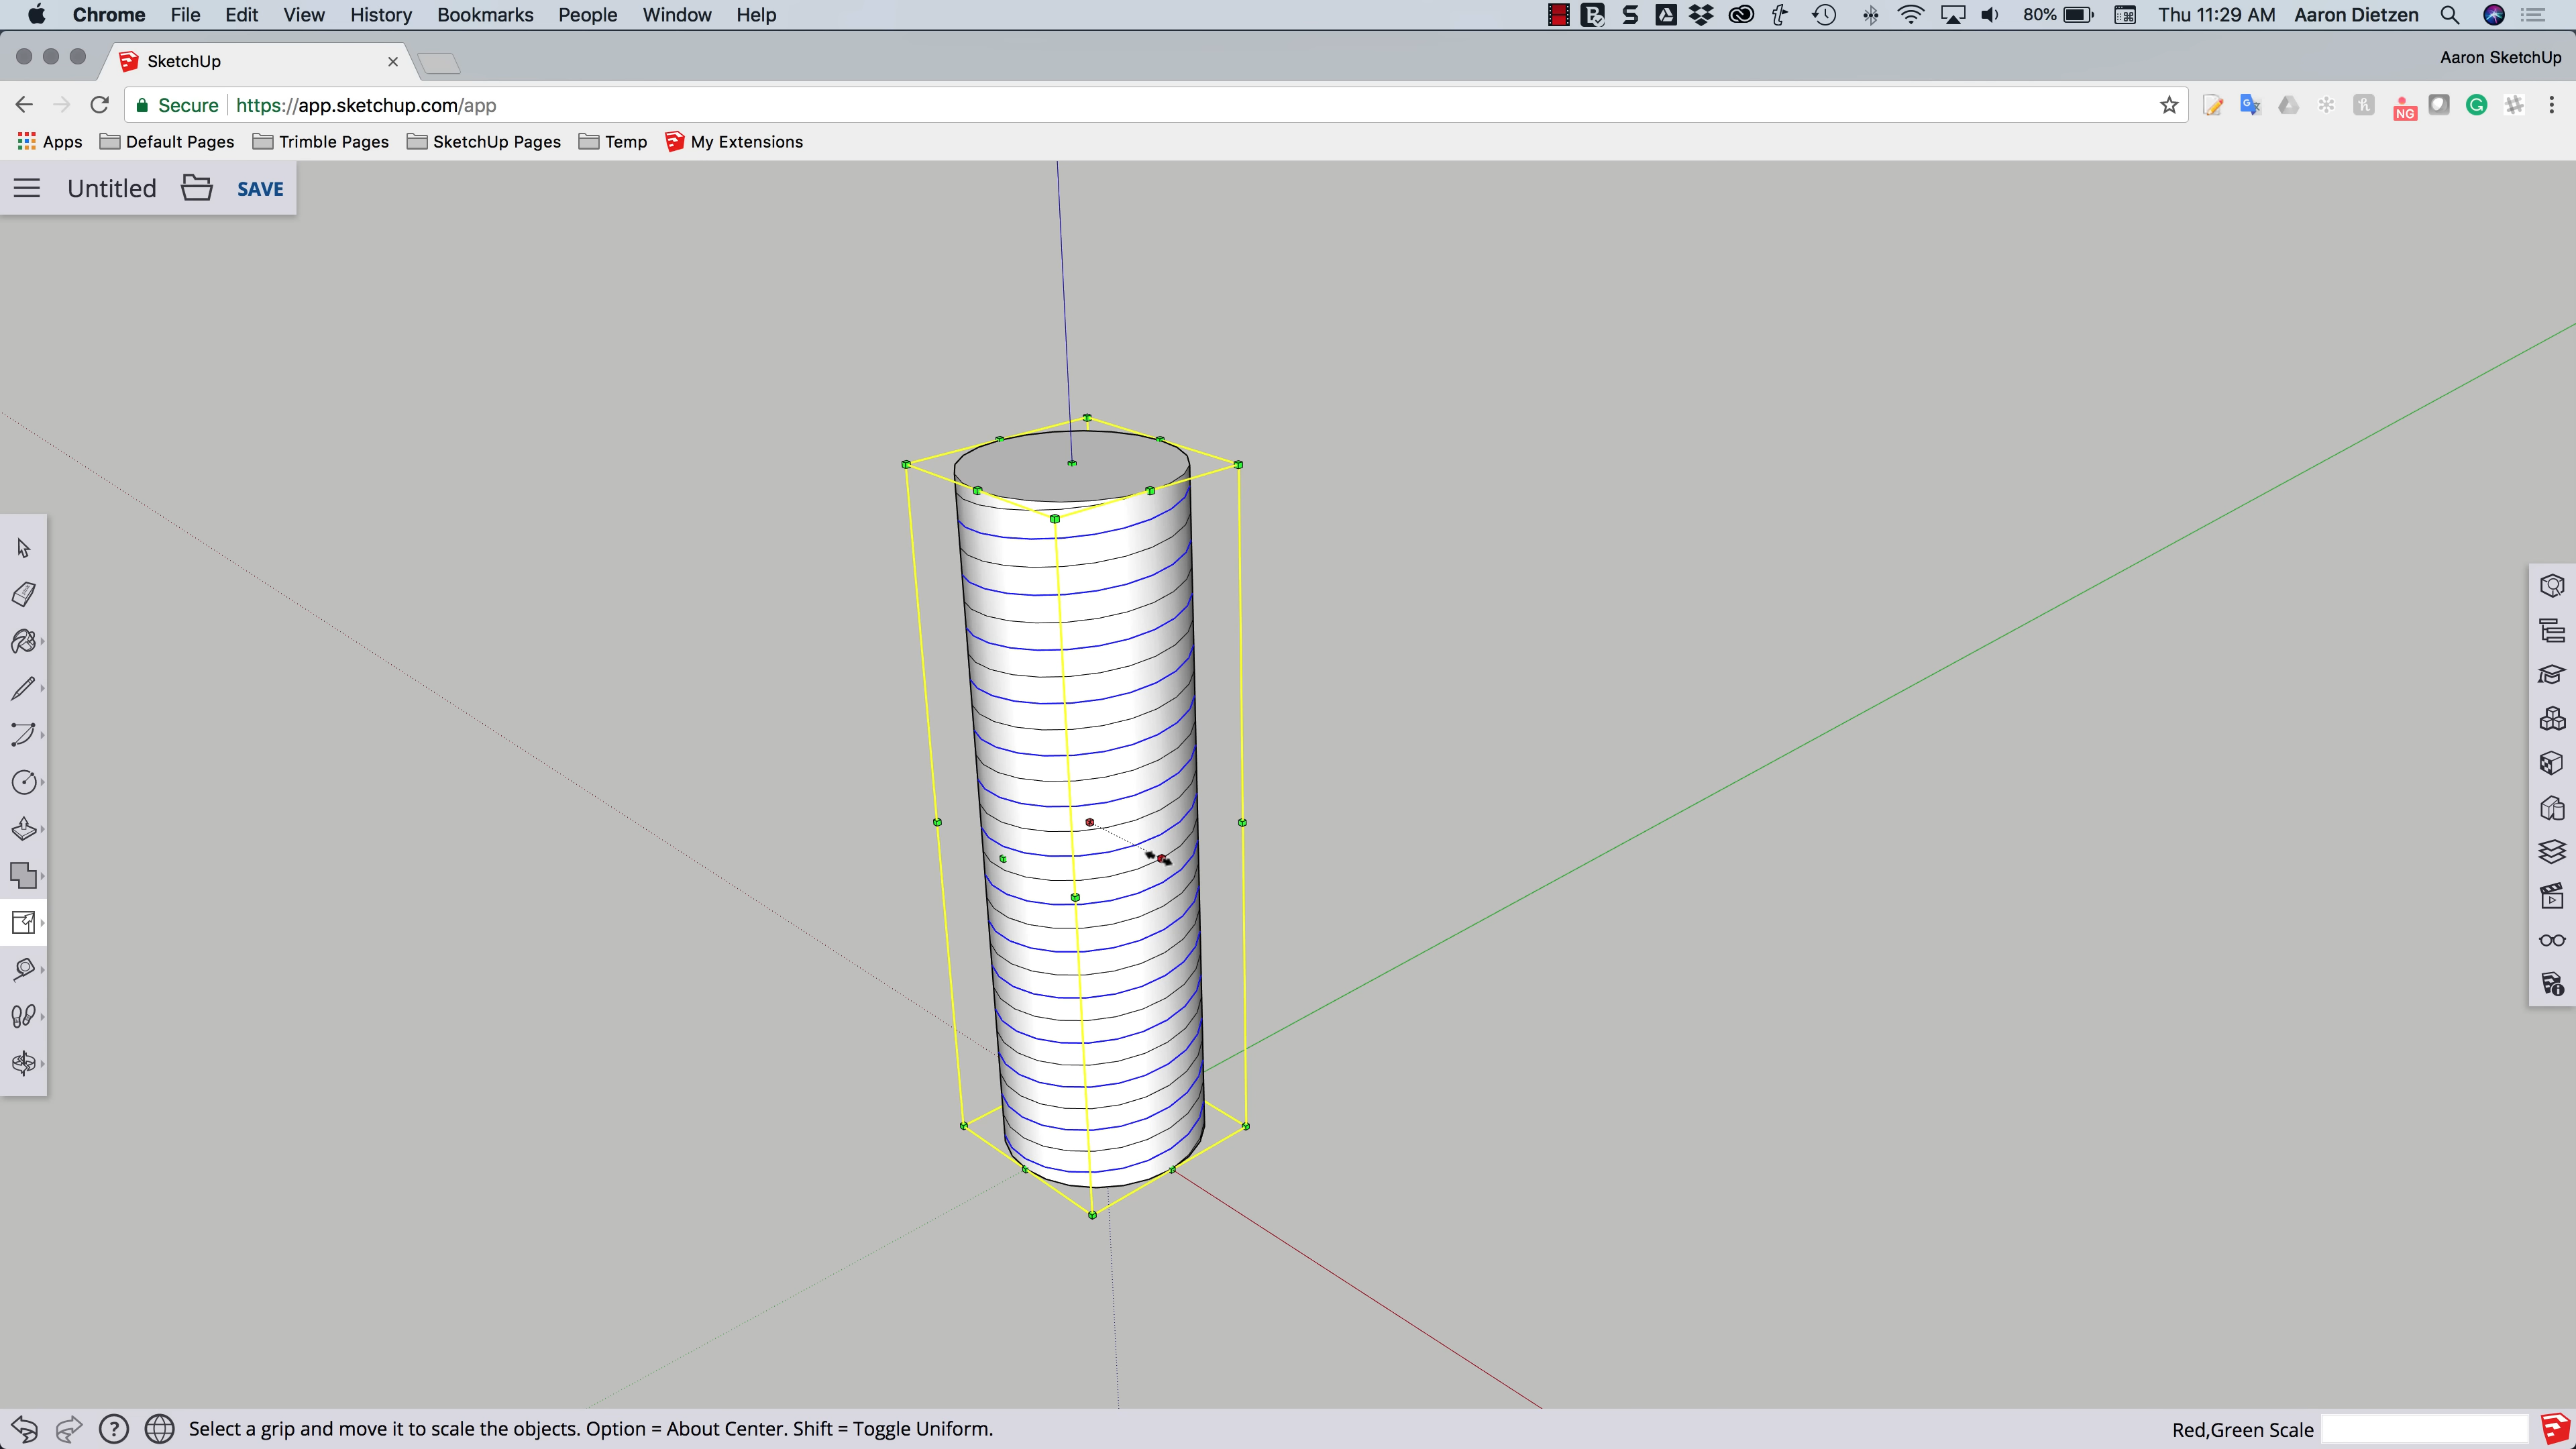 Chrome File Edit View History Bookmarks People Window Help 80% Thu 11:29 AM Aaron Dietzen
SketchUp Aaron SketchUp
Secure https://app.sketchup.com/app NG
Apps Default Pages Trimble Pages SketchUp Pages Temp My Extensions
Untitled SAVE
Select a grip and move it to scale the objects. Option = About Center. Shift = Toggle Uniform. Red,Green Scale